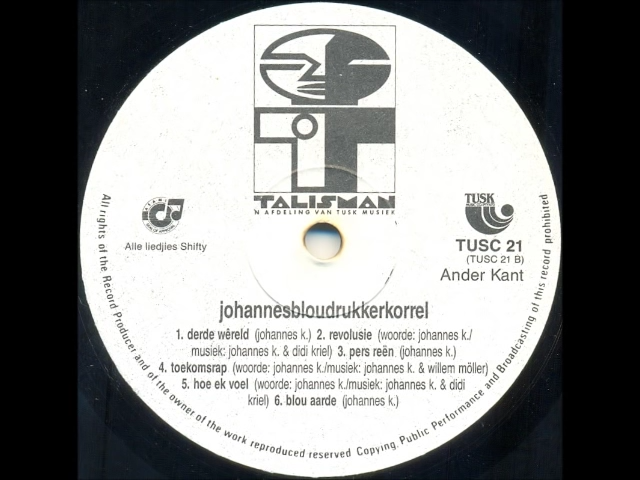 TALISMAN
'N AFDELING VAN TUSK MUSIEK
TUSK
Alle liedjies Shifty
TUSC 21
(TUSC 21 B)
Ander Kant
johannesbloudrukkerkorrel
1. derde wêreld (johannes k.) 2. revolusie (woorde: johannes k./
musiek: johannes k. & didi kriel) 3. pers reën (johannes k.)
4. toekomsrap (woorde: johannes k./musiek: johannes k. & willem möller)
5. hoe ek voel (woorde: johannes k./musiek: johannes k. & didi
kriel) 6. blou aarde (johannes k.)
All rights of the Record Producer and of the owner of the work reproduced reserved Copying, Public Performance and Broadcasting of this record prohibited